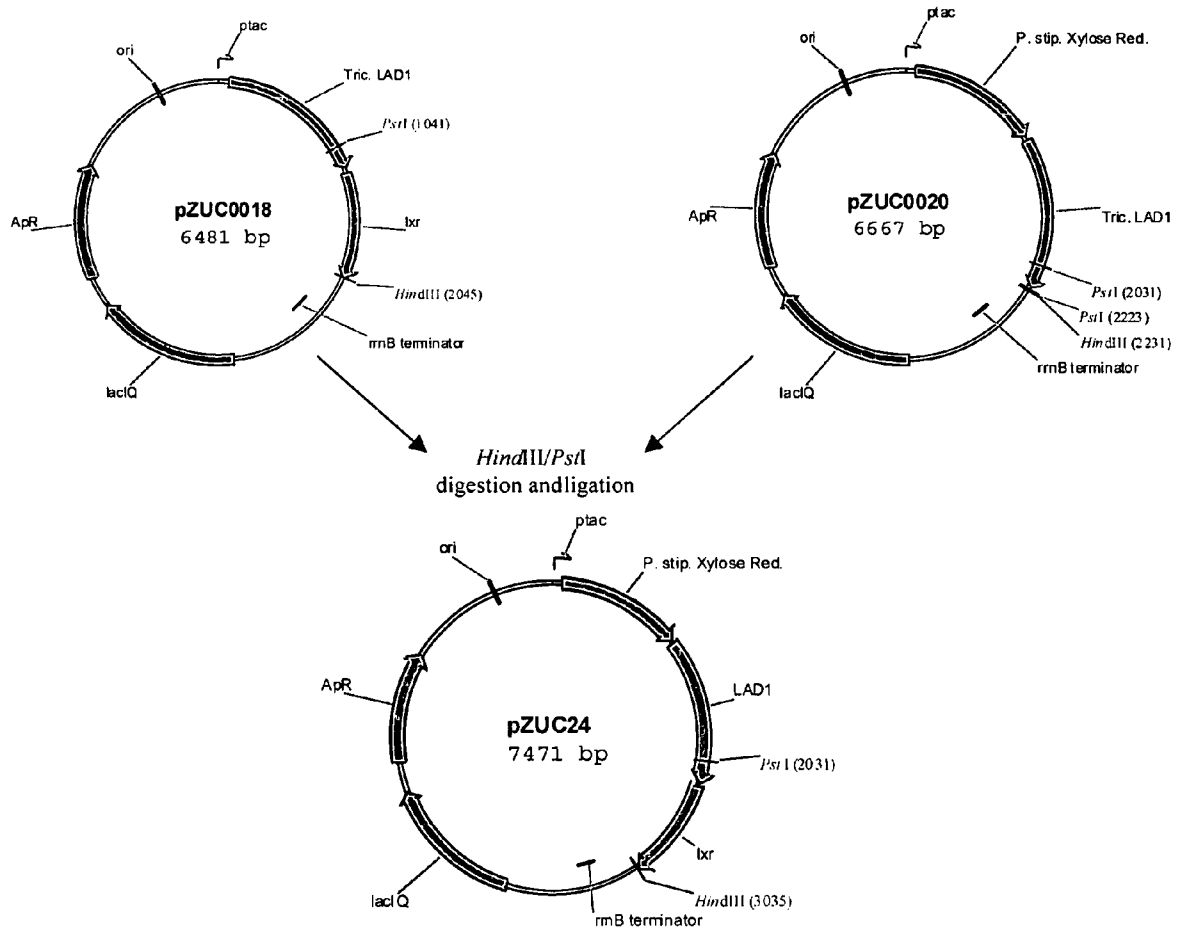 ptac
ori
Tric. LAD1
PstI (1041)
pZUC0018
6481 bp
ApR
lxr
HindIII (2045)
rrnB terminator
lacIQ
ptac
ori
P. stip. Xylose Red.
pZUC0020
6667 bp
ApR
Tric. LAD1
PstI (2031)
PstI (2223)
HindIII (2231)
rrnB terminator
lacIQ
HindIII/PstI
digestion andligation
ptac
ori
P. stip. Xylose Red.
ApR
LAD1
pZUC24
7471 bp
PstI (2031)
lxr
HindIII (3035)
rrnB terminator
lacIQ